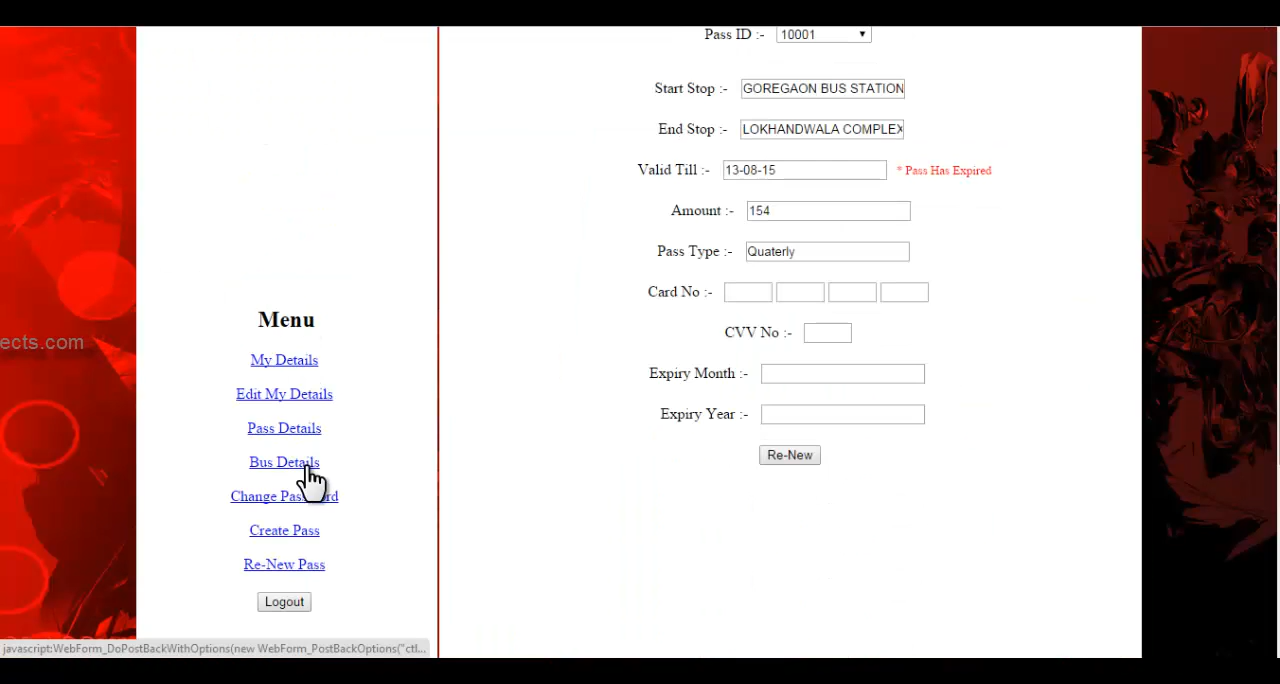 Pass ID :- 10001
Start Stop :- GOREGAON BUS STATION
End Stop :- LOKHANDWALA COMPLEX
Valid Till :- 13-08-15 * Pass Has Expired
Amount :- 154
Pass Type :- Quaterly
Card No :-
CVV No :-
Expiry Month :-
Expiry Year :-
Re-New
Menu
ects.com
My Details
Edit My Details
Pass Details
Bus Details
Change Pas rd
Create Pass
Re-New Pass
Logout
javascript:WebForm_DoPostBackWithOptions(new WebForm_PostBackOptions("ctl...